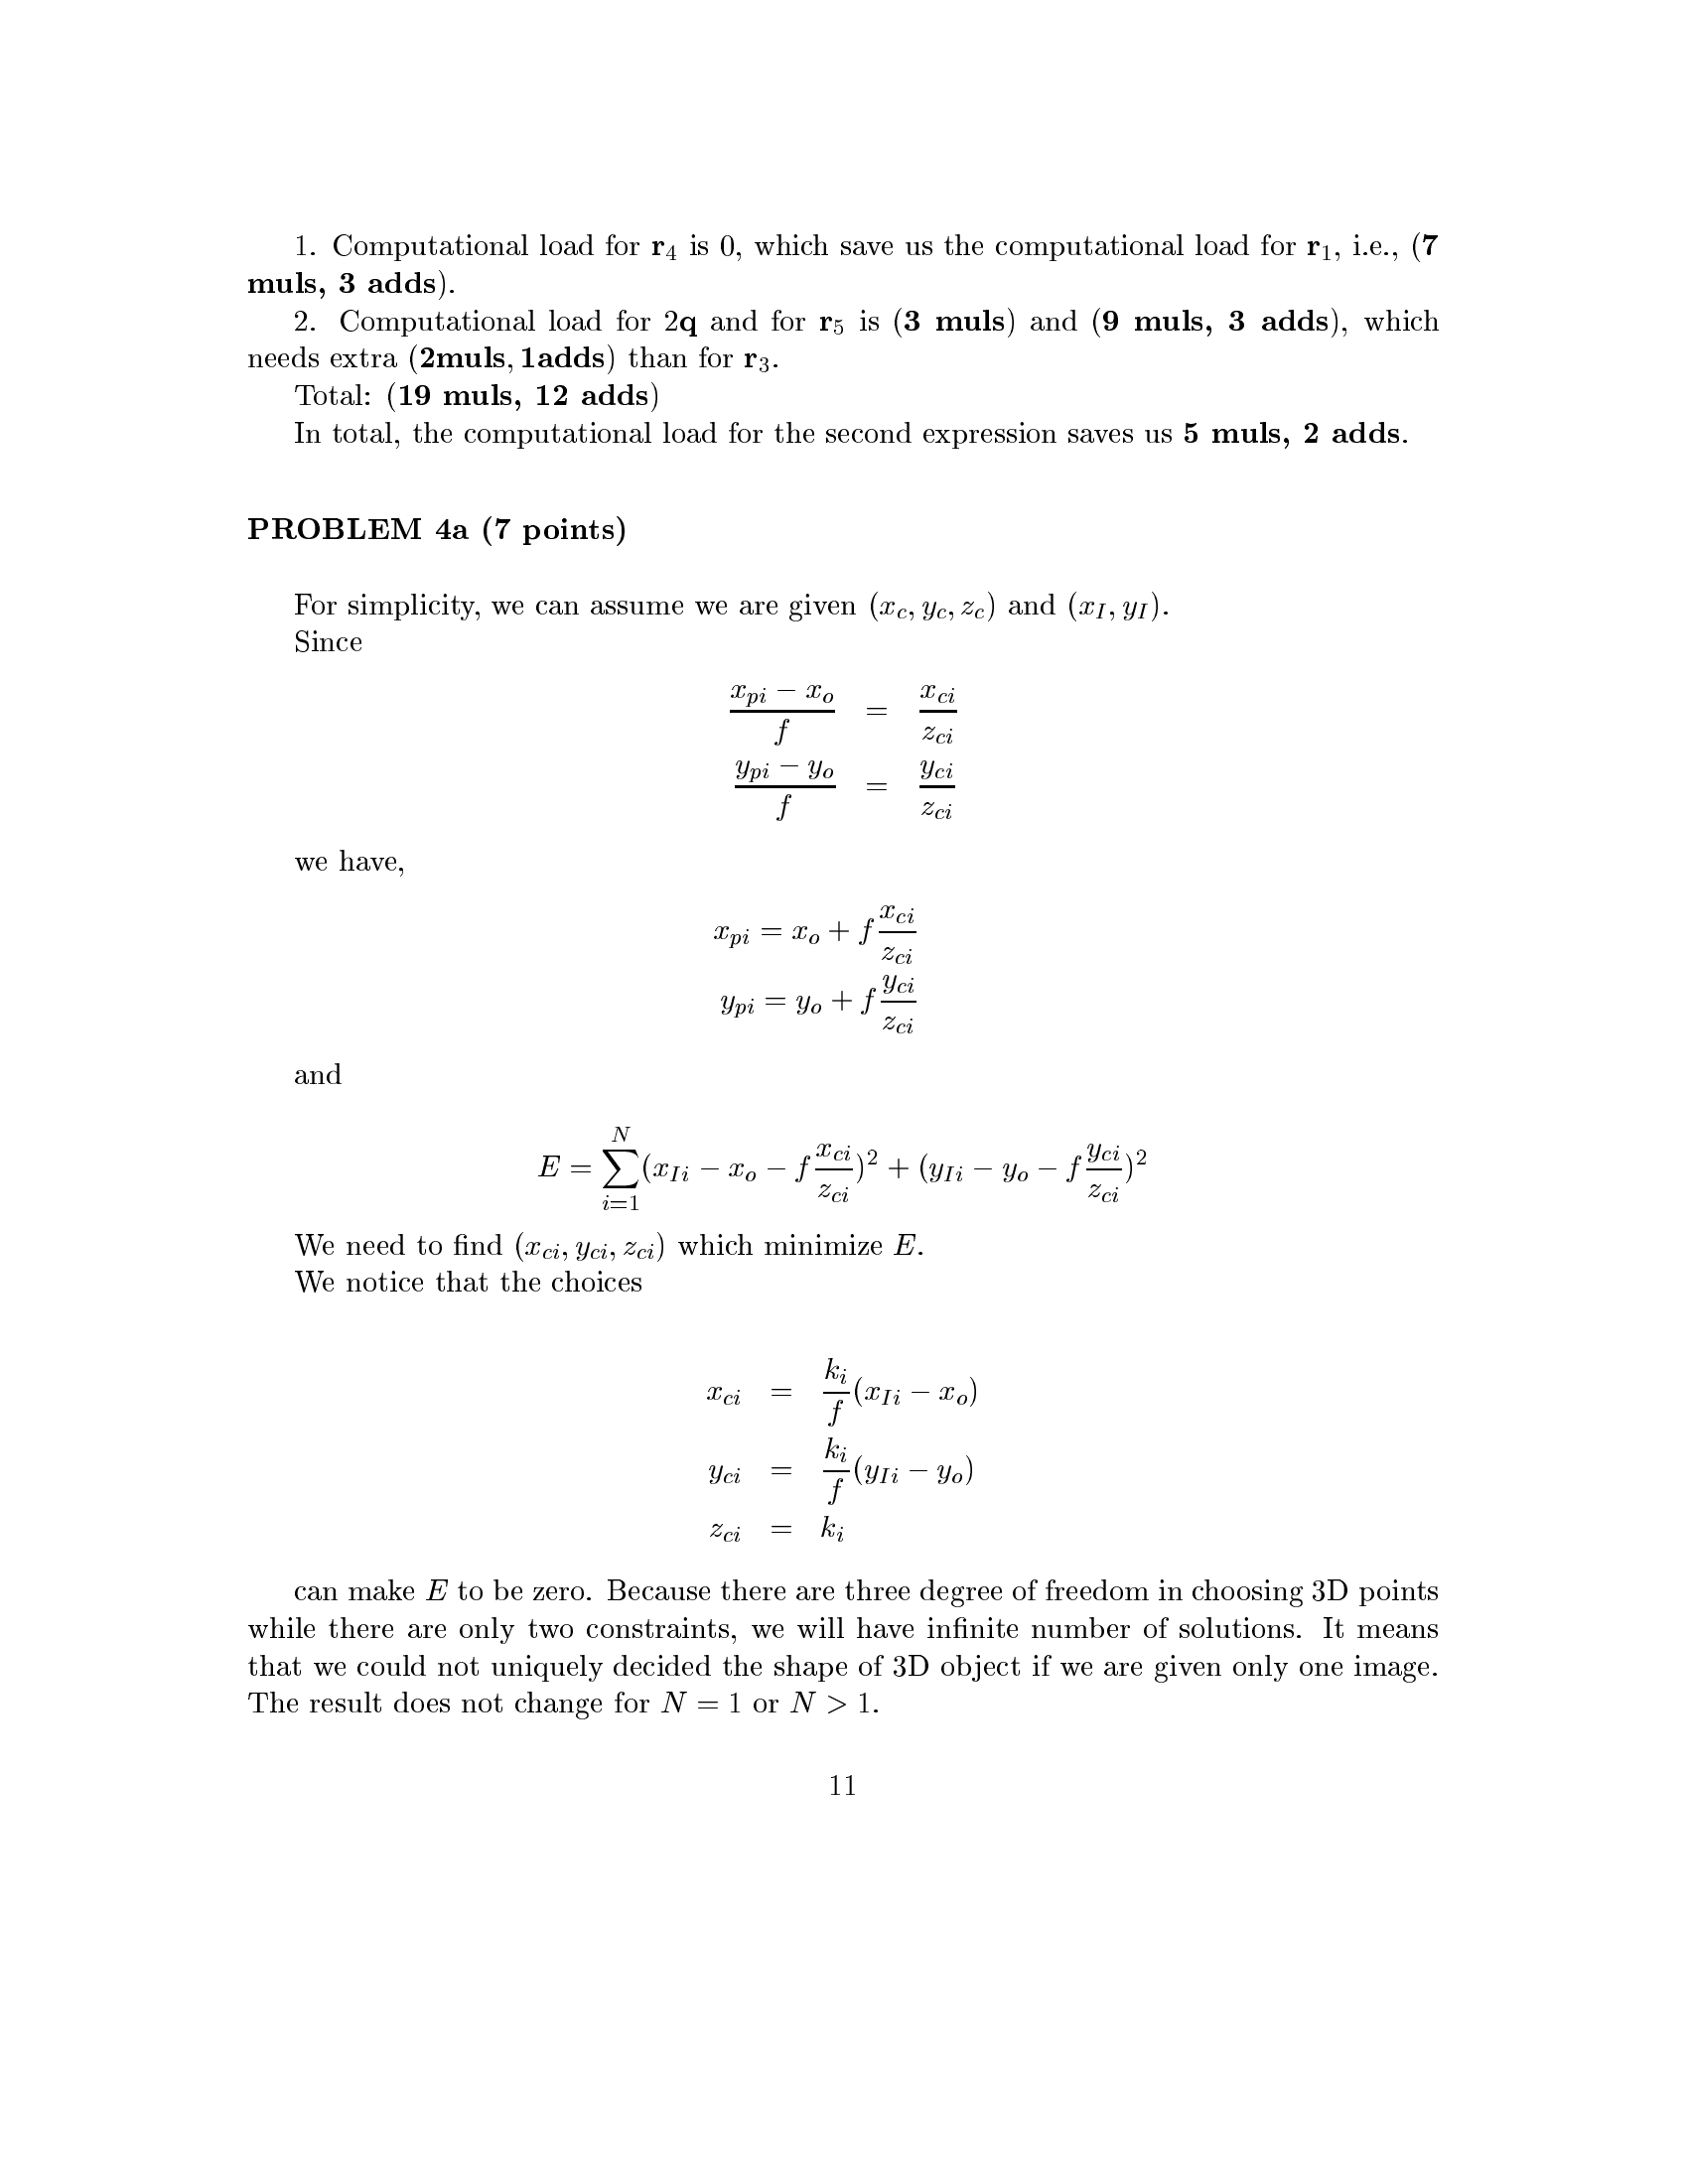 1. Computational load for r₄ is 0, which save us the computational load for r₁, i.e., (7
muls, 3 adds).
2. Computational load for 2q and for r₅ is (3 muls) and (9 muls, 3 adds), which
needs extra (2muls, 1adds) than for r₃.
Total: (19 muls, 12 adds)
In total, the computational load for the second expression saves us 5 muls, 2 adds.
PROBLEM 4a (7 points)
For simplicity, we can assume we are given (x_c, y_c, z_c) and (x_I, y_I).
Since
\frac{x_{pi} - x_o}{f} = \frac{x_{ci}}{z_{ci}}
\frac{y_{pi} - y_o}{f} = \frac{y_{ci}}{z_{ci}}
we have,
x_{pi} = x_o + f\frac{x_{ci}}{z_{ci}}
y_{pi} = y_o + f\frac{y_{ci}}{z_{ci}}
and
E = \sum_{i=1}^{N}(x_{Ii} - x_o - f\frac{x_{ci}}{z_{ci}})^2 + (y_{Ii} - y_o - f\frac{y_{ci}}{z_{ci}})^2
We need to find (x_{ci}, y_{ci}, z_{ci}) which minimize E.
We notice that the choices
x_{ci} = \frac{k_i}{f}(x_{Ii} - x_o)
y_{ci} = \frac{k_i}{f}(y_{Ii} - y_o)
z_{ci} = k_i
can make E to be zero. Because there are three degree of freedom in choosing 3D points
while there are only two constraints, we will have infinite number of solutions. It means
that we could not uniquely decided the shape of 3D object if we are given only one image.
The result does not change for N = 1 or N > 1.
11